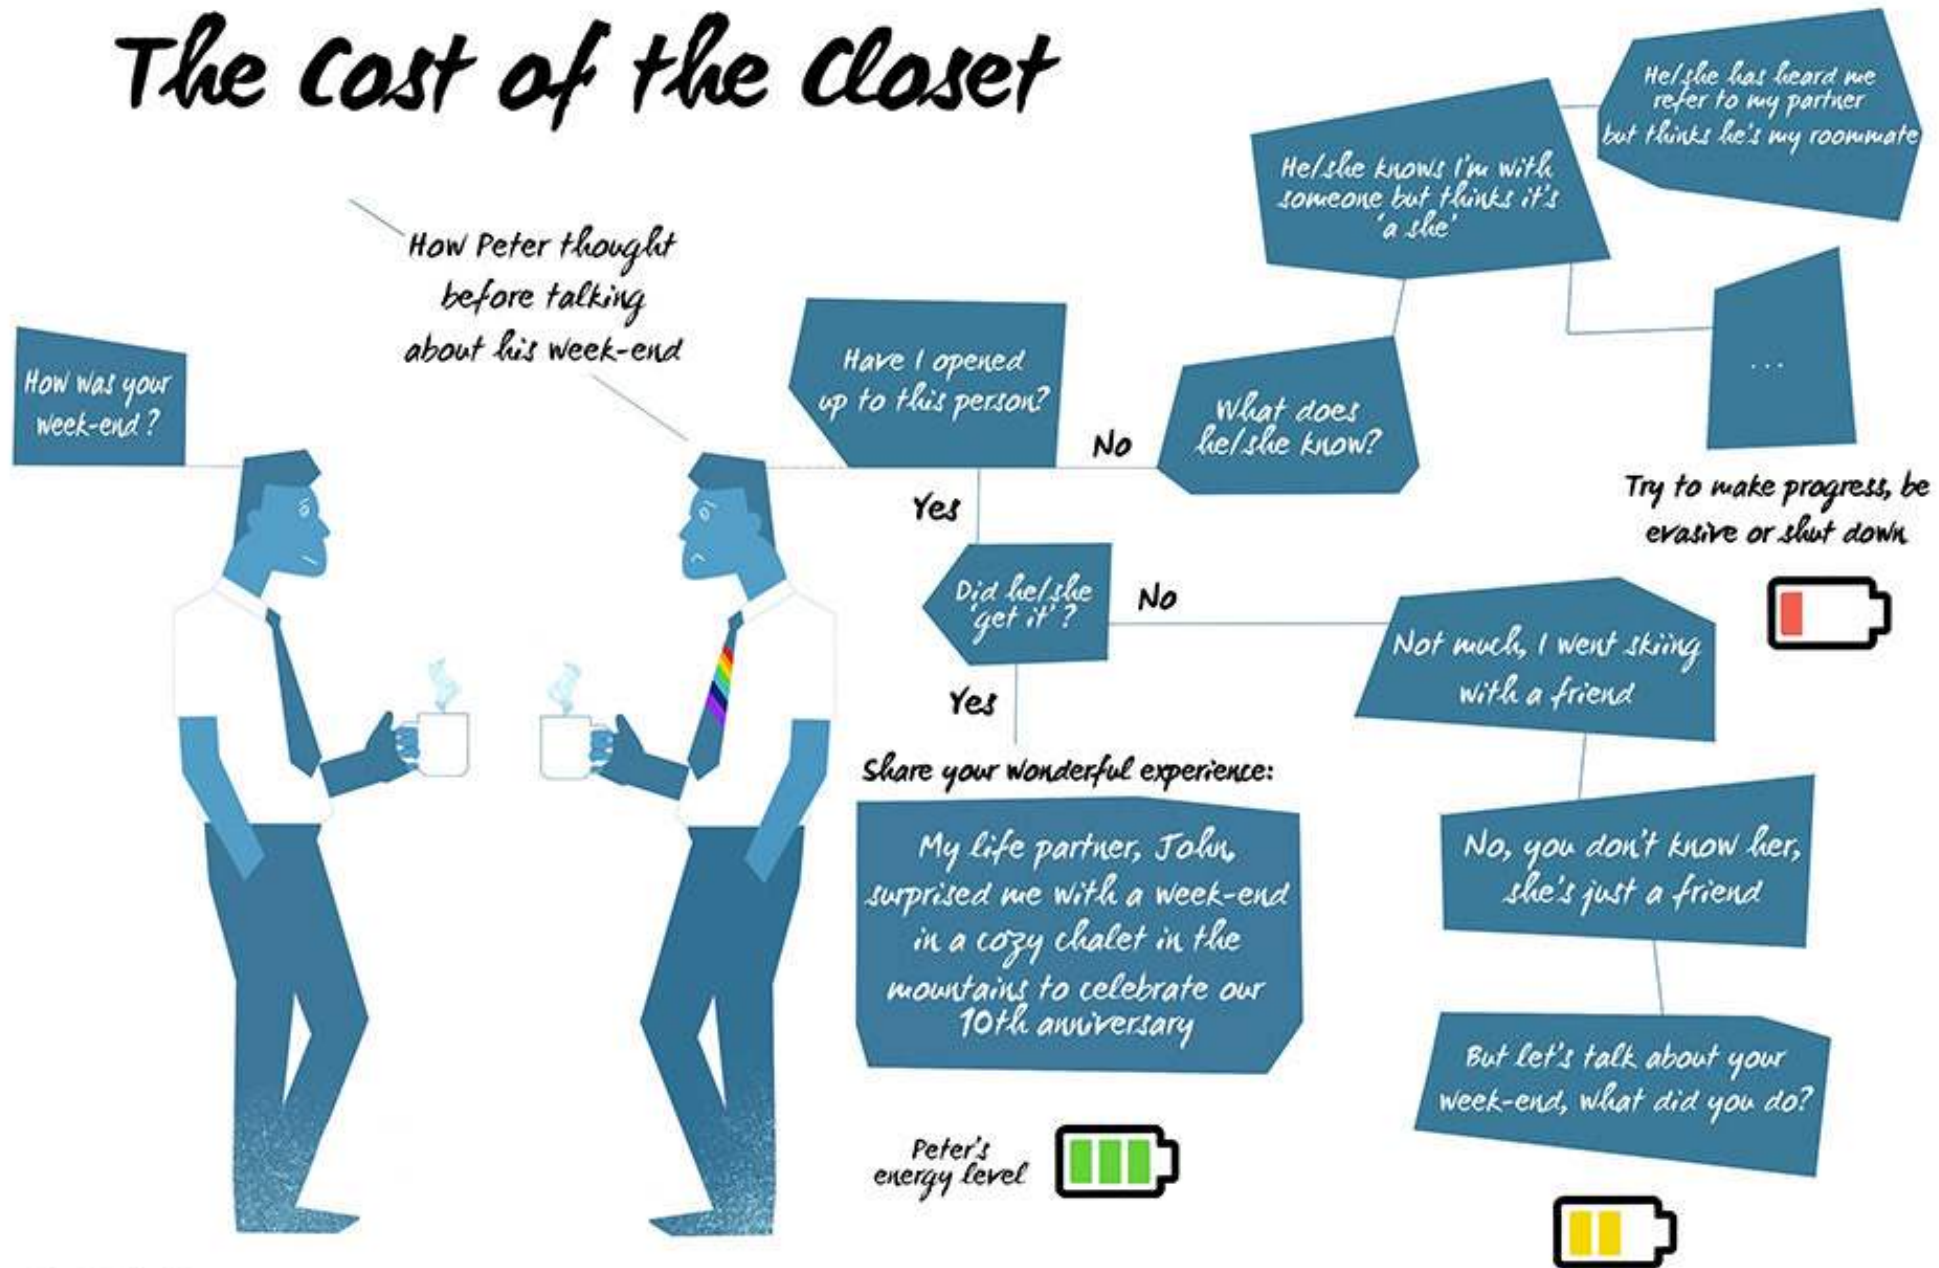 The Cost of the Closet
How Peter thought
before talking
about his week-end
How was your
week-end ?
Have I opened
up to this person?
No
What does
he/she know?
He/she knows I'm with
someone but thinks it's
'a she'
He/she has heard me
refer to my partner
but thinks he's my roommate
...
Try to make progress, be
evasive or shut down
Yes
Did he/she
'get it' ?
No
Not much, I went skiing
with a friend
No, you don't know her,
she's just a friend
But let's talk about your
week-end, what did you do?
Yes
Share your wonderful experience:
My life partner, John,
surprised me with a week-end
in a cozy chalet in the
mountains to celebrate our
10th anniversary
Peter's
energy level